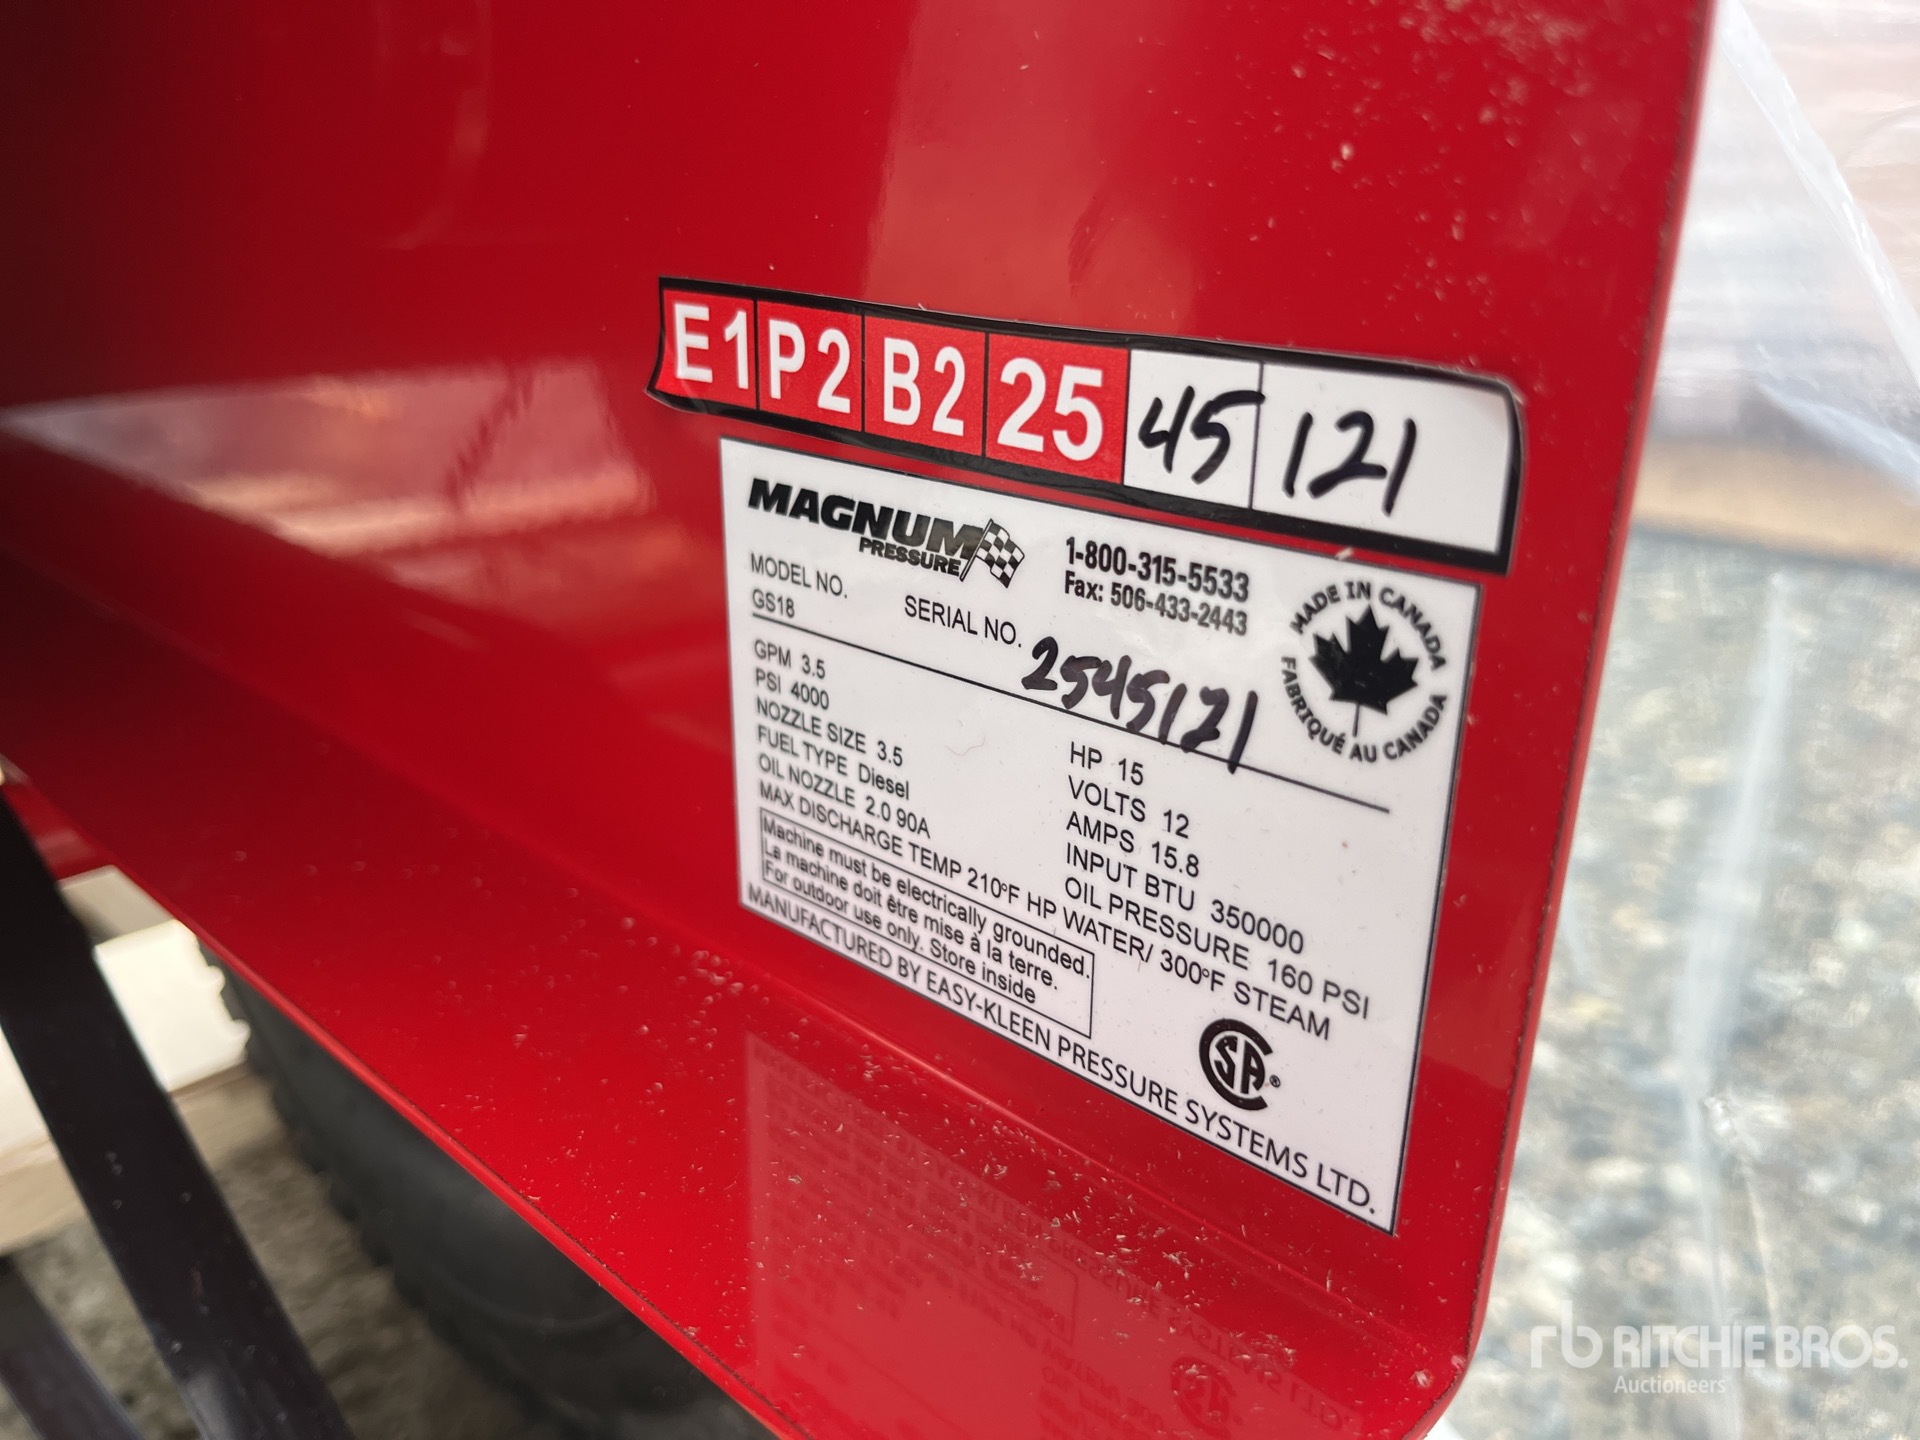 E1 P2 B2 25 45 121
MAGNUM
PRESSURE
1-800-315-5533
Fax: 506-433-2443
MADE IN CANADA
FABRIQUÉ AU CANADA
MODEL NO.
GS18
SERIAL NO. 2545121
GPM 3.5
PSI 4000
NOZZLE SIZE 3.5
FUEL TYPE Diesel
OIL NOZZLE 2.0 90A
MAX DISCHARGE TEMP 210°F HP WATER/ 300°F STEAM
HP 15
VOLTS 12
AMPS 15.8
INPUT BTU 350000
OIL PRESSURE 160 PSI
Machine must be electrically grounded.
La machine doit être mise à la terre.
For outdoor use only. Store inside
CSA®
MANUFACTURED BY EASY-KLEEN PRESSURE SYSTEMS LTD.
rb RITCHIE BROS.
Auctioneers